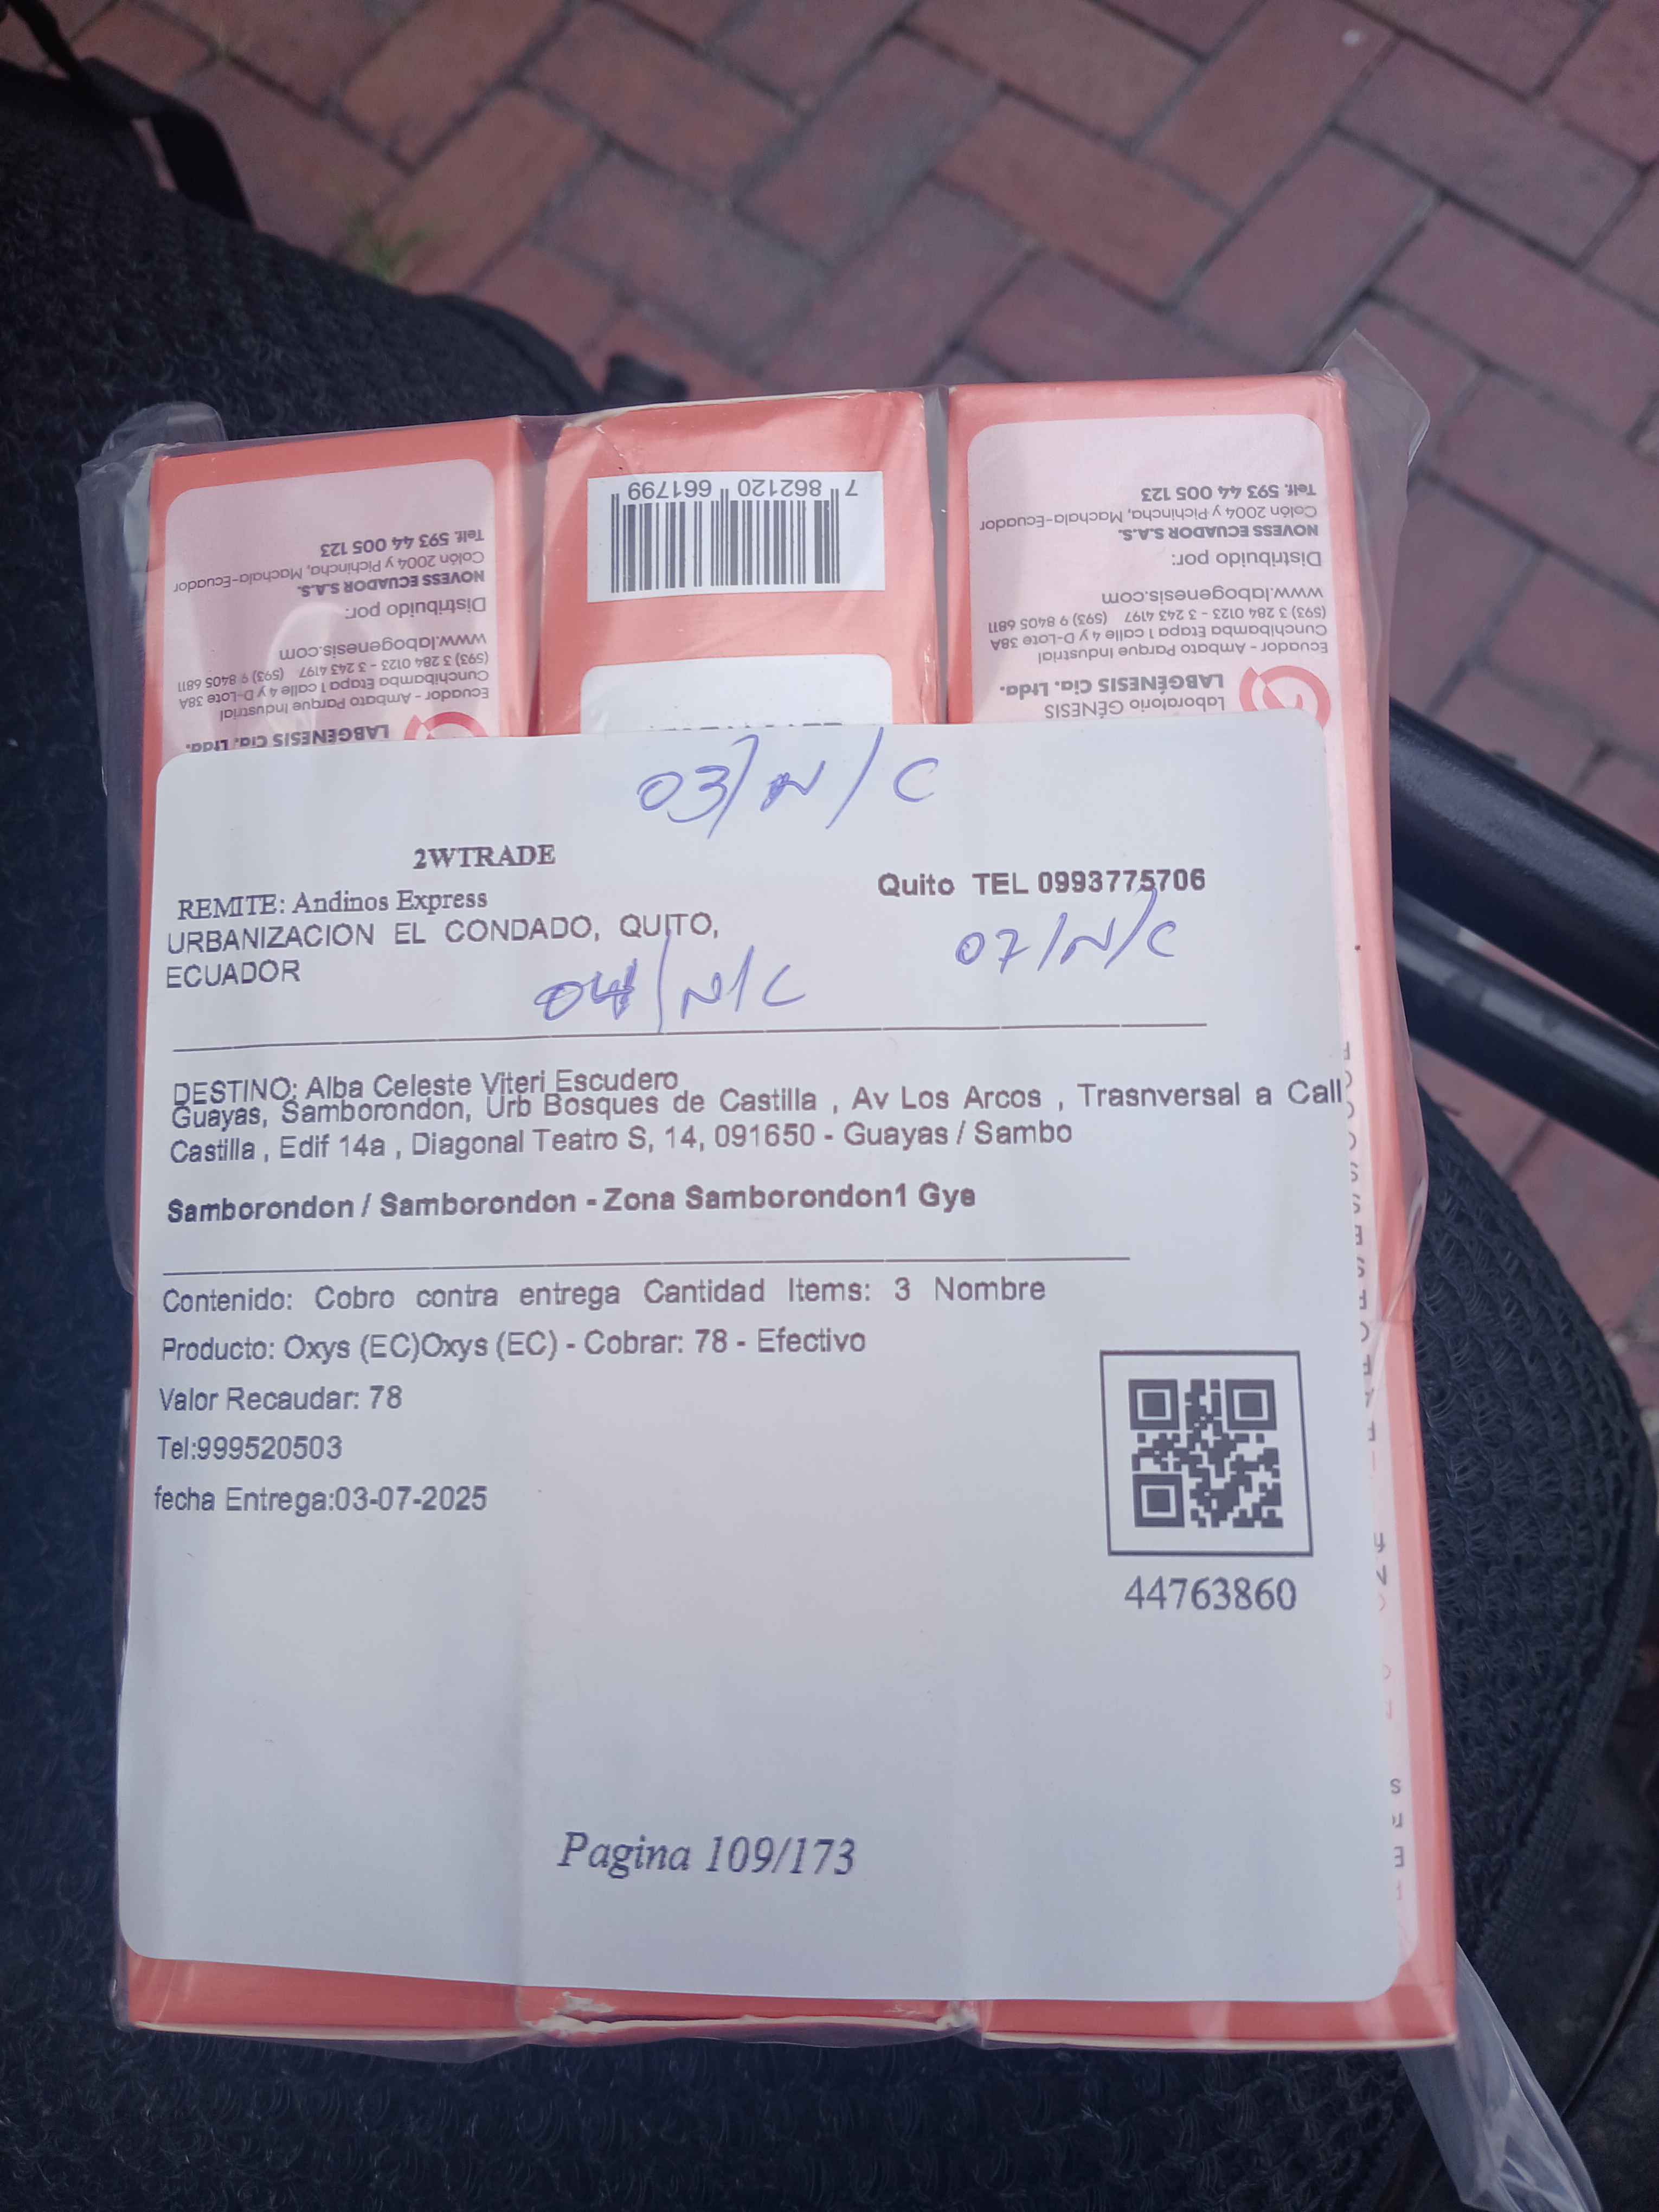 Telf. 593 44 005 123
Colón 2004 y Pichincha, Machala-Ecuador
NOVESS ECUADOR S.A.S.
Distribuido por:
www.labogenesis.com
(593) 3 284 0123 - 3 243 4197 (593) 9 8405 6811
Cunchibamba Etapa 1 calle 4 y D-Lote 38A
Ecuador - Ambato Parque Industrial
LABGÉNESIS Cia. Ltda.
7 862120 661799
Telf. 593 44 005 123
Colón 2004 y Pichincha, Machala-Ecuador
NOVESS ECUADOR S.A.S.
Distribuido por:
www.labogenesis.com
(593) 3 284 0123 - 3 243 4197 (593) 9 8405 6811
Cunchibamba Etapa 1 calle 4 y D-Lote 38A
Ecuador - Ambato Parque Industrial
LABGÉNESIS Cia. Ltda.
Laboratorio GÉNESIS
03/N/C
2WTRADE
REMITE: Andinos Express
Quito TEL 0993775706
URBANIZACION EL CONDADO, QUITO,
ECUADOR
04/N/C
07/N/C
DESTINO: Alba Celeste Viteri Escudero
Guayas, Samborondon, Urb Bosques de Castilla , Av Los Arcos , Trasnversal a Call
Castilla , Edif 14a , Diagonal Teatro S, 14, 091650 - Guayas / Sambo
Samborondon / Samborondon - Zona Samborondon1 Gye
Contenido: Cobro contra entrega Cantidad Items: 3 Nombre
Producto: Oxys (EC)Oxys (EC) - Cobrar: 78 - Efectivo
Valor Recaudar: 78
Tel:999520503
fecha Entrega:03-07-2025
44763860
Pagina 109/173